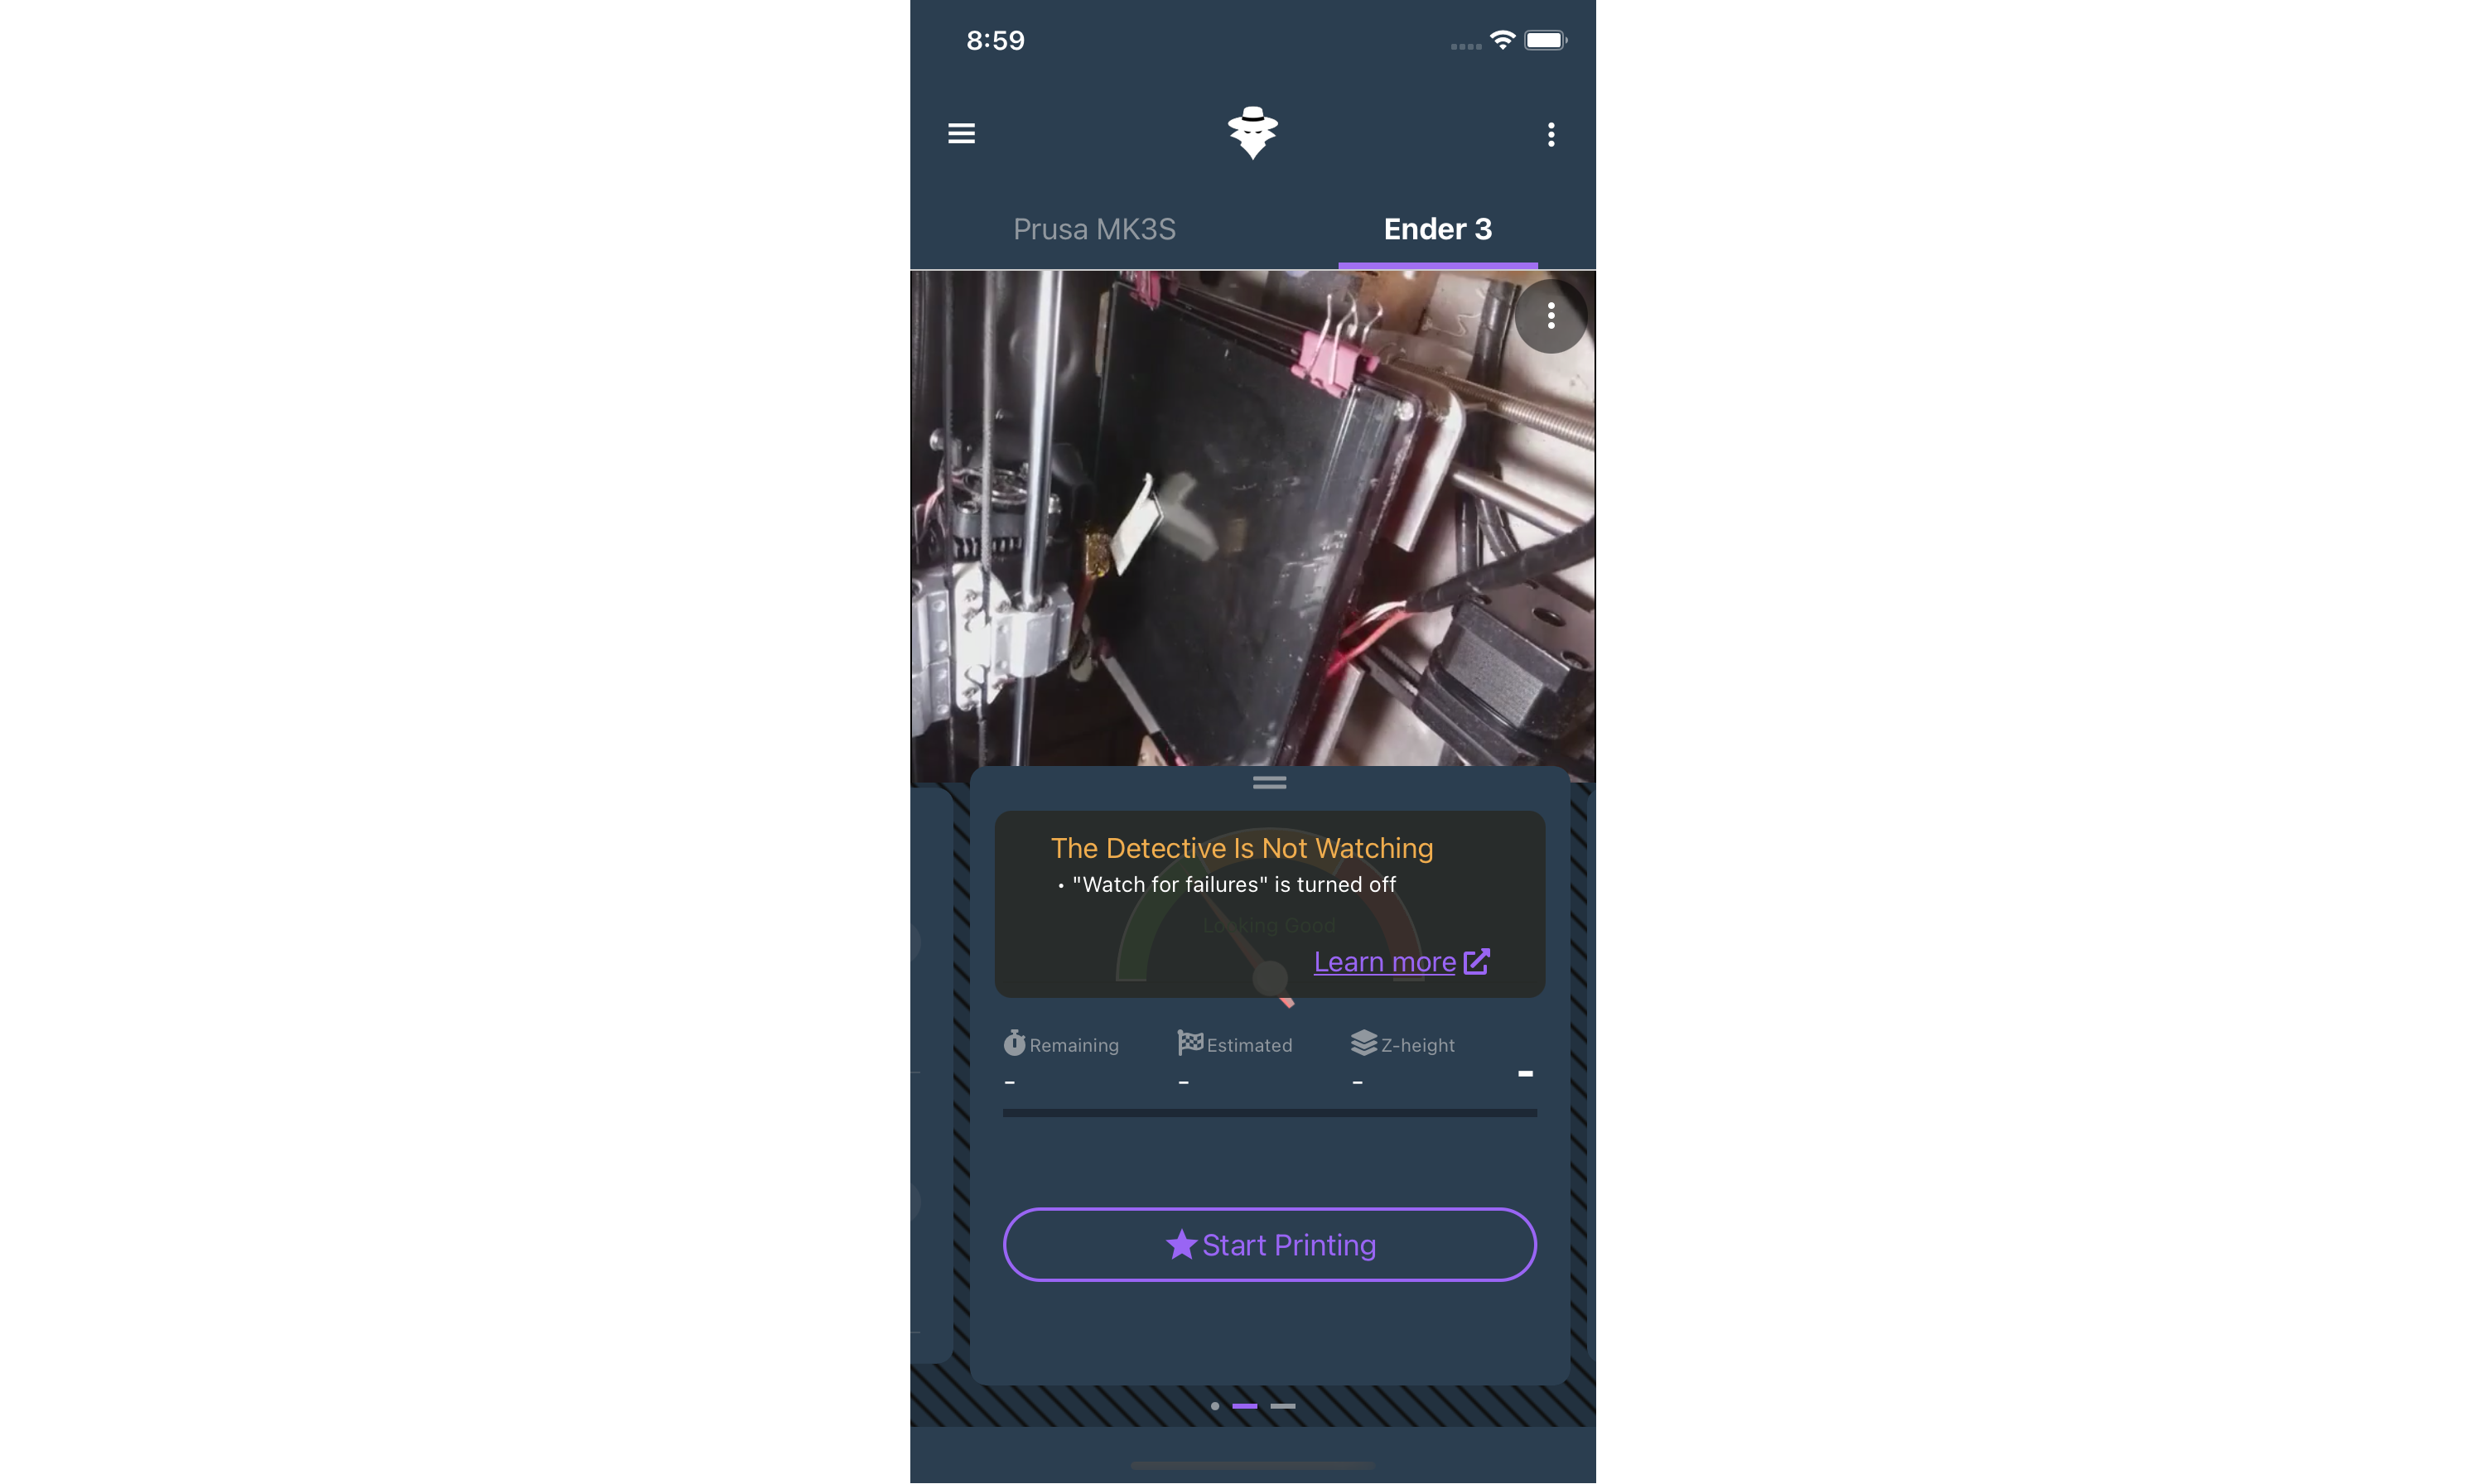 8:59
Prusa MK3S
Ender 3
The Detective Is Not Watching
• "Watch for failures" is turned off
Looking Good
Learn more
Remaining
Estimated
Z-height
-
-
-
-
Start Printing